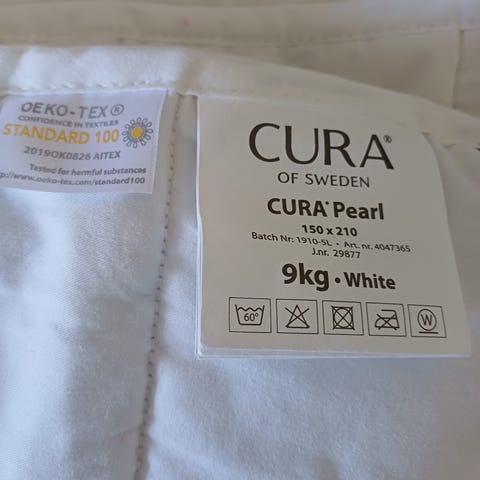 OEKO-TEX®
CONFIDENCE IN TEXTILES
STANDARD 100
2019OK0826 AITEX
Tested for harmful substances
www.oeko-tex.com/standard100
CURA®
OF SWEDEN
CURA® Pearl
150 x 210
Batch Nr: 1910-SL • Art. nr. 4047365
J.nr. 29877
9kg • White
60° W